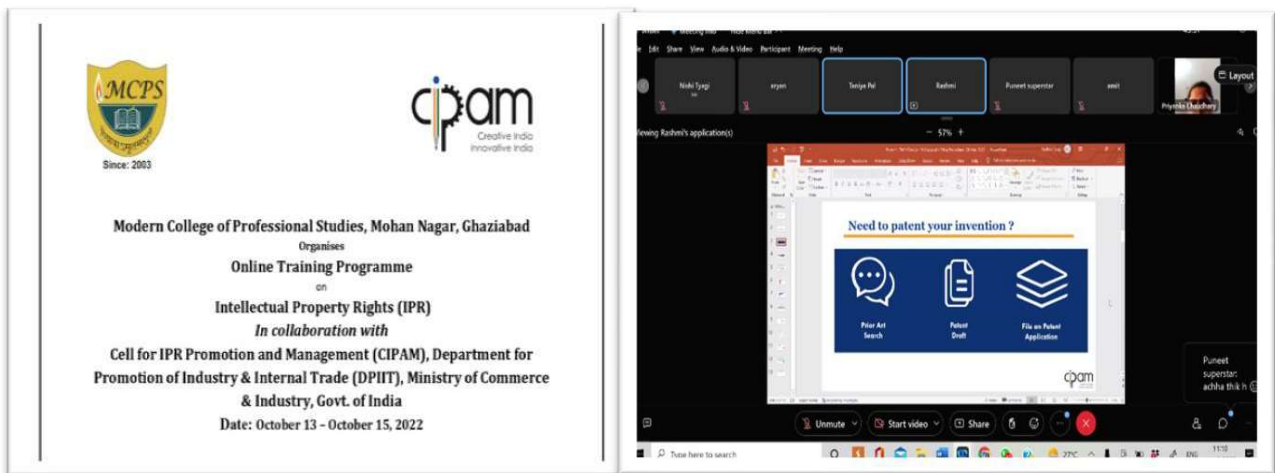 MCPS
Since: 2003
cipam
Creative India
Innovative India
Modern College of Professional Studies, Mohan Nagar, Ghaziabad
Organises
Online Training Programme
on
Intellectual Property Rights (IPR)
In collaboration with
Cell for IPR Promotion and Management (CIPAM), Department for
Promotion of Industry & Internal Trade (DPIIT), Ministry of Commerce
& Industry, Govt. of India
Date: October 13 – October 15, 2022
Edit Share View Audio & Video Participant Meeting Help
Nishi Tyagi
aryan
Taniya Pal
Rashmi
Puneet superstar
amit
Priyanka Chaudhary
Layout
Viewing Rashmi's application(s)
— 57% +
Need to patent your invention ?
Prior Art
Search
Patent
Draft
File an Patent
Application
cipam
Puneet
superstar:
achha thik h
Unmute
Start video
Share
Type here to search
27°C
ENG
11:10